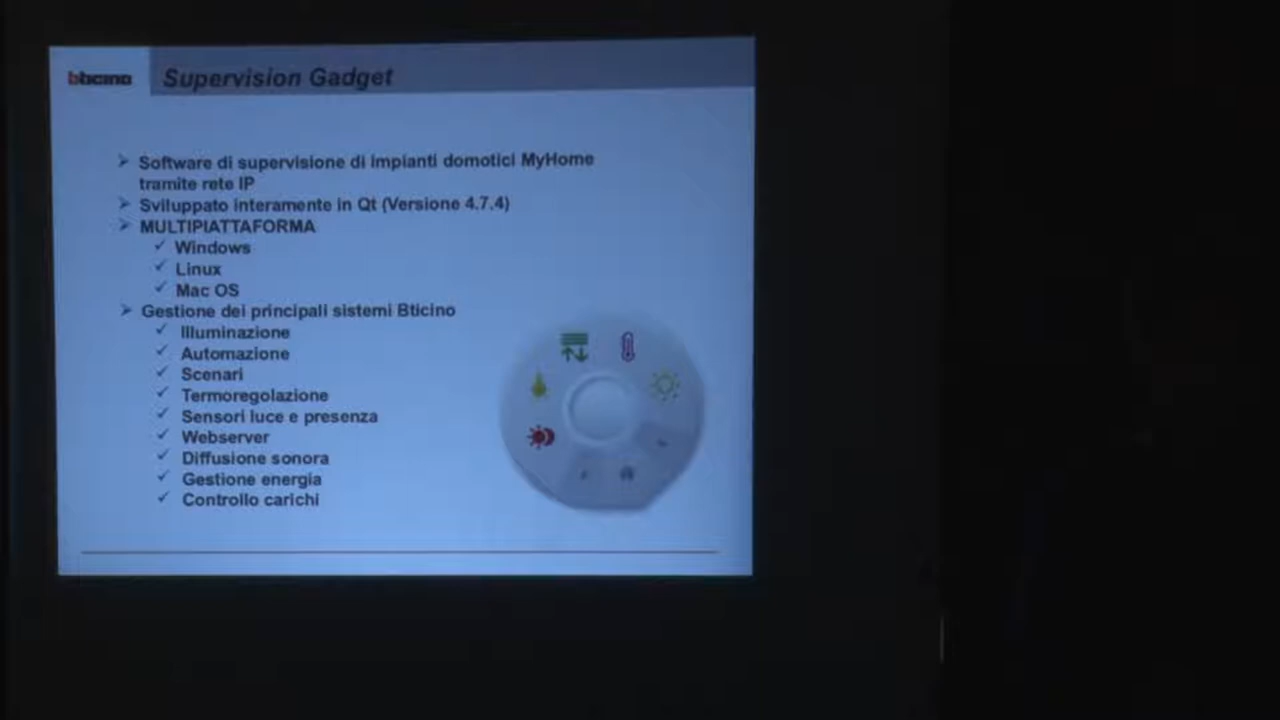 bticino
Supervision Gadget
Software di supervisione di impianti domotici MyHome
tramite rete IP
Sviluppato interamente in Qt (Versione 4.7.4)
MULTIPIATTAFORMA
Windows
Linux
Mac OS
Gestione dei principali sistemi Bticino
Illuminazione
Automazione
Scenari
Termoregolazione
Sensori luce e presenza
Webserver
Diffusione sonora
Gestione energia
Controllo carichi